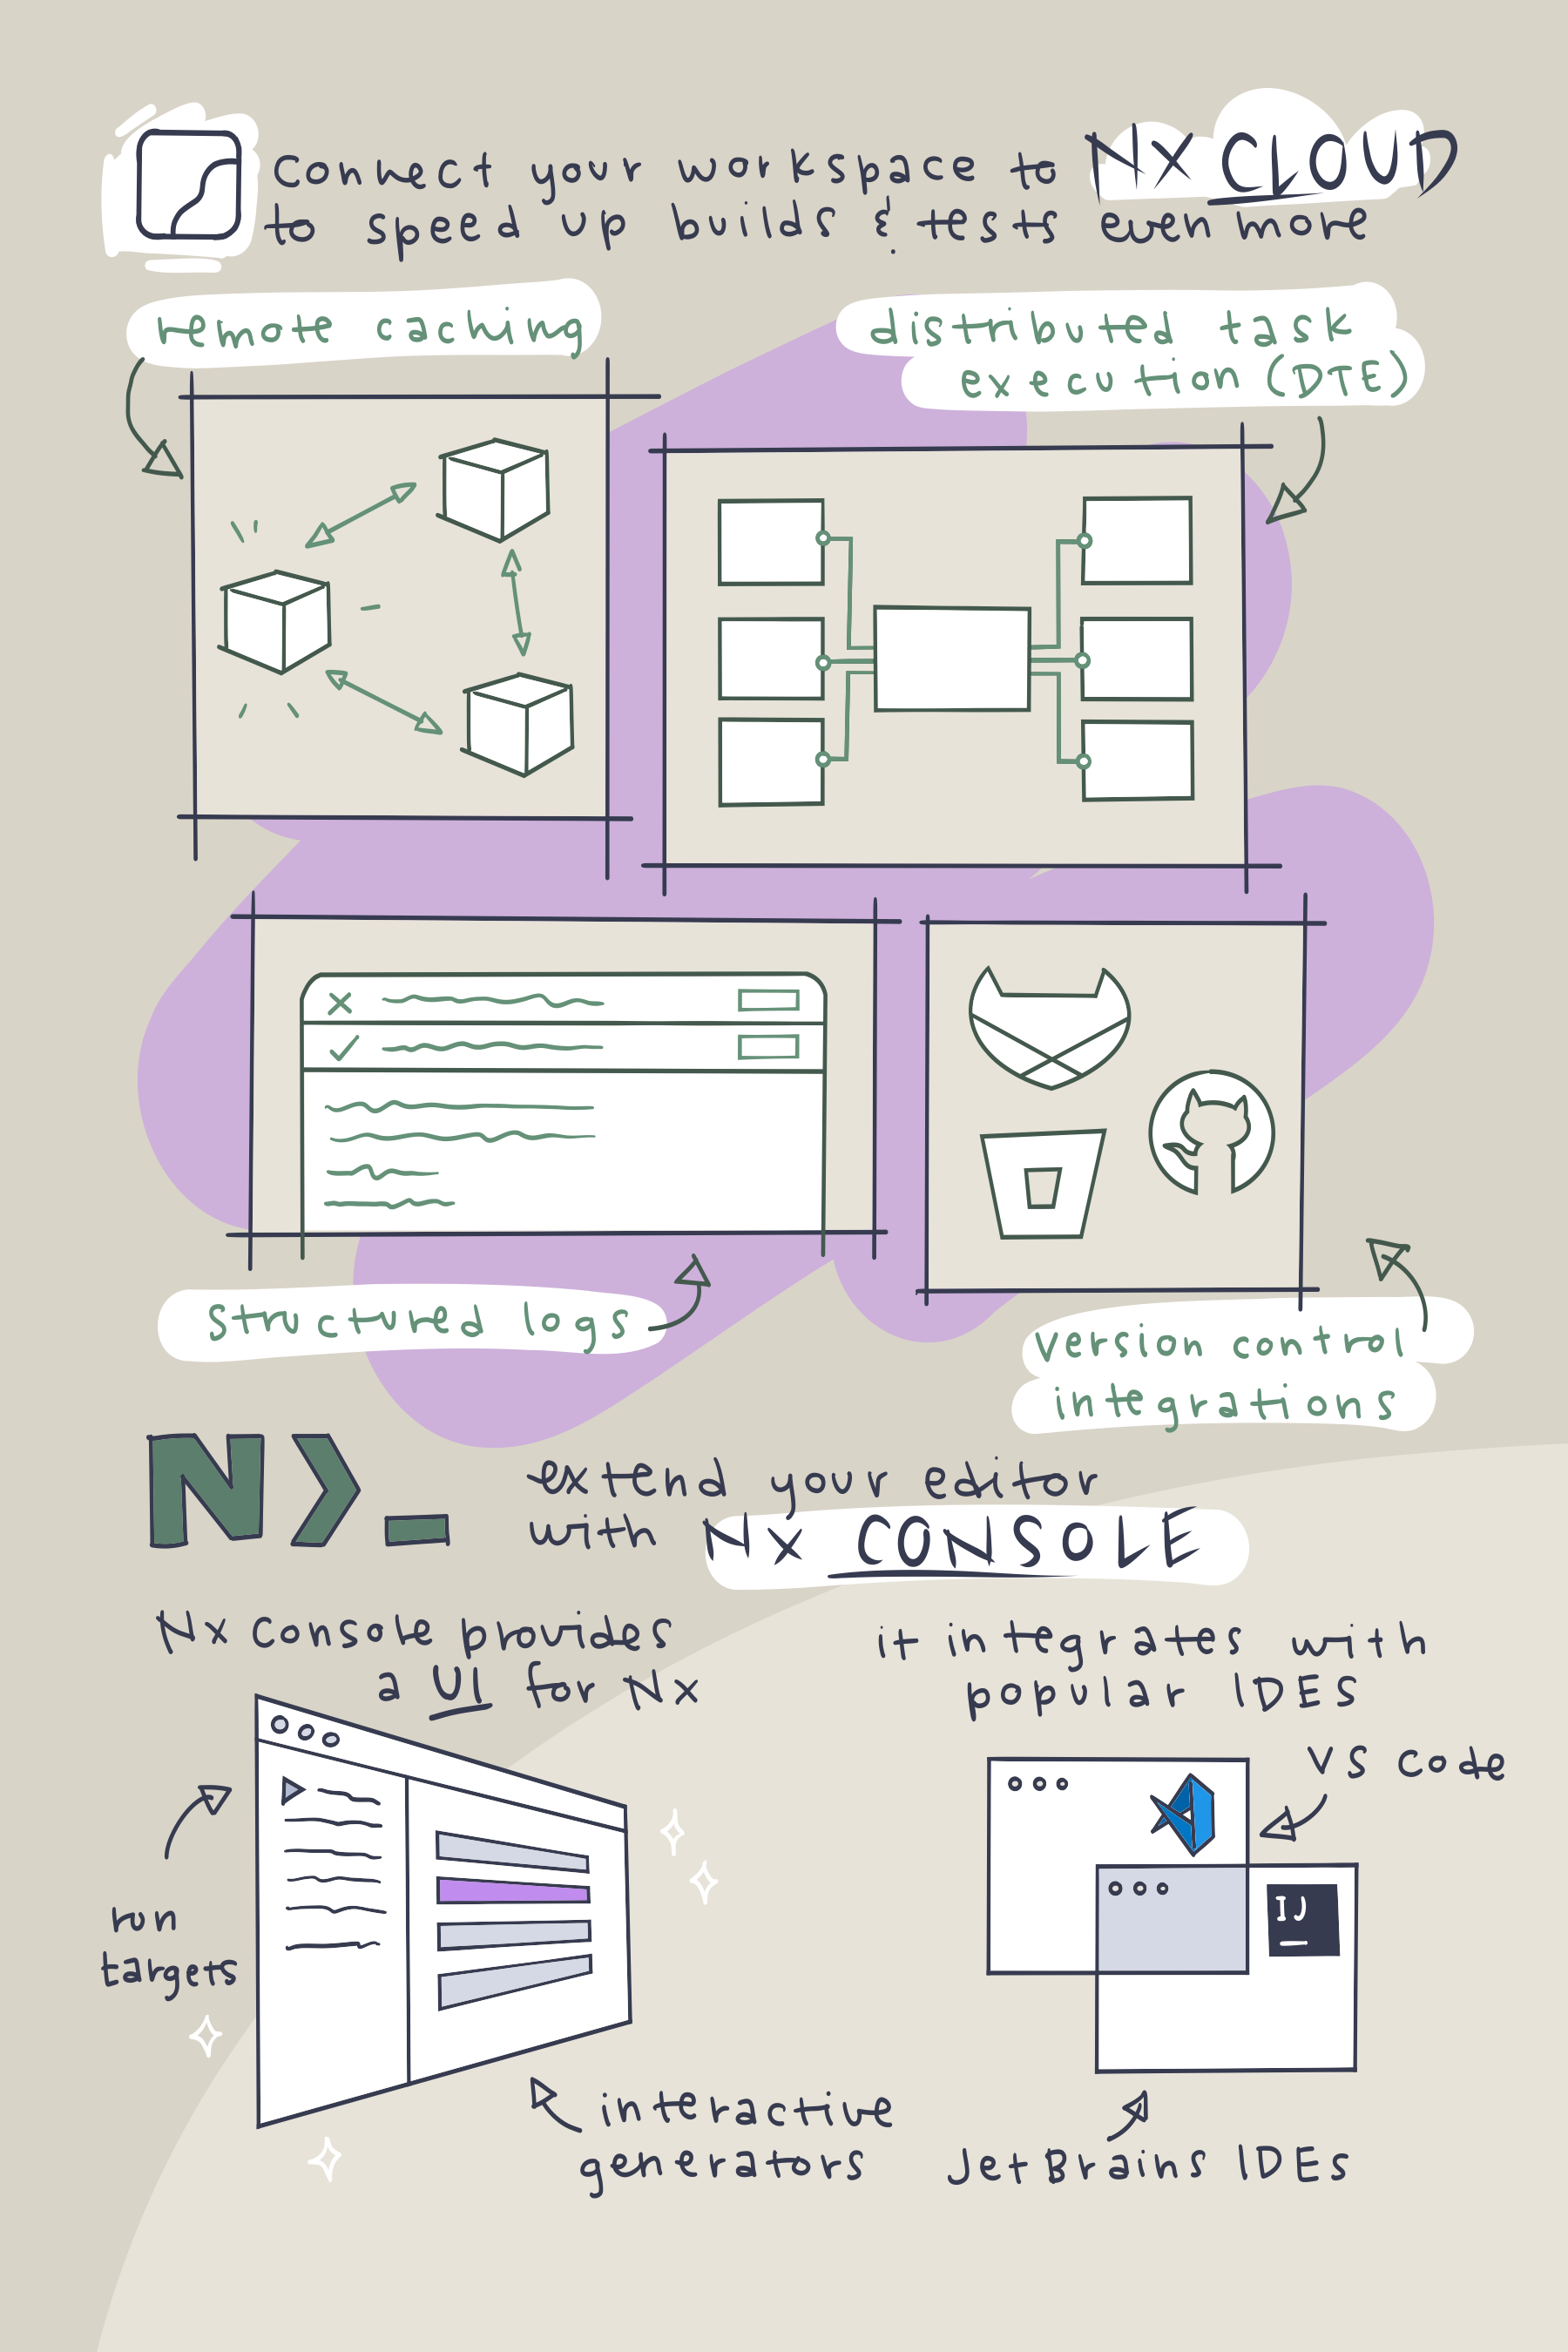 Connect your workspace to NX CLOUD
to speed up builds & tests even more
remote caching
distributed task
execution (DTE)
structured logs
version control
integrations
N>_
extend your editor
with Nx CONSOLE
Nx Console provides
a UI for Nx
it integrates with
popular IDEs
VS Code
IJ
run
targets
interactive
generators
JetBrains IDEs